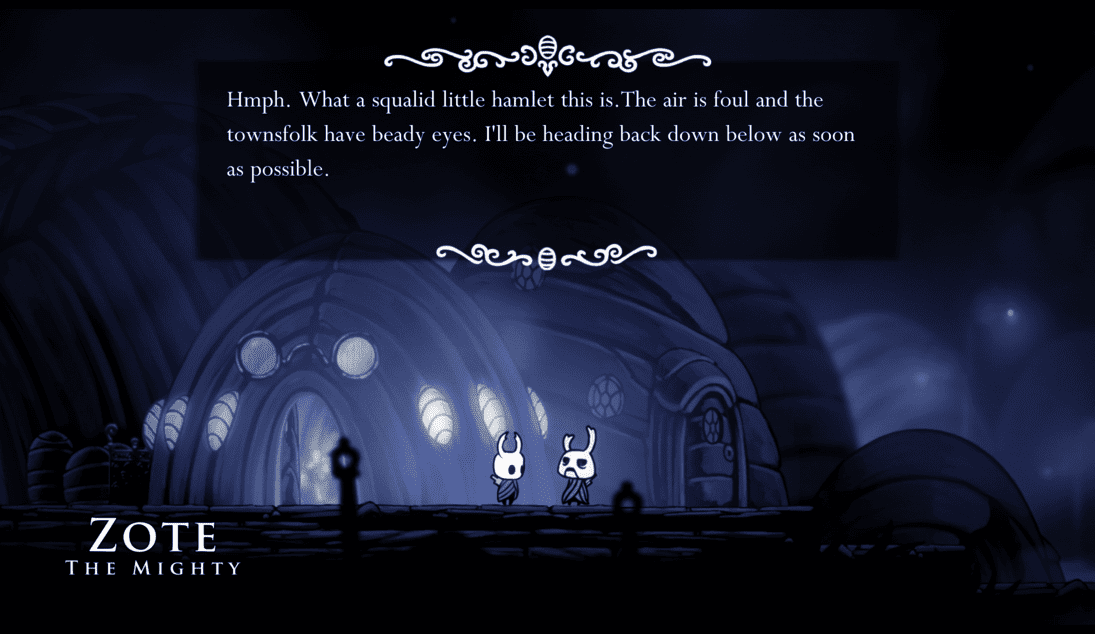 Hmph. What a squalid little hamlet this is.The air is foul and the
townsfolk have beady eyes. I'll be heading back down below as soon
as possible.
ZOTE
THE MIGHTY